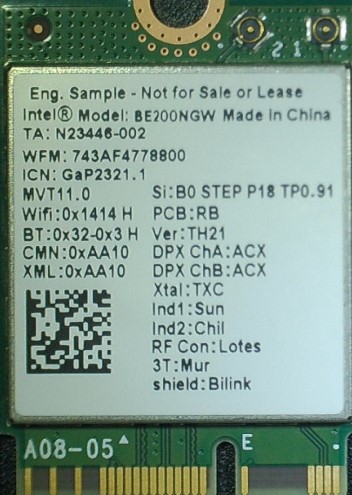 2 1
Eng. Sample - Not for Sale or Lease
Intel® Model: BE200NGW Made in China
TA: N23446-002
WFM: 743AF4778800
ICN: GaP2321.1
MVT11.0 Si:B0 STEP P18 TP0.91
Wifi:0x1414 H PCB:RB
BT:0x32-0x3 H Ver:TH21
CMN:0xAA10 DPX ChA:ACX
XML:0xAA10 DPX ChB:ACX
Xtal:TXC
Ind1:Sun
Ind2:Chil
RF Con:Lotes
3T:Mur
shield:Bilink
A08-05 E